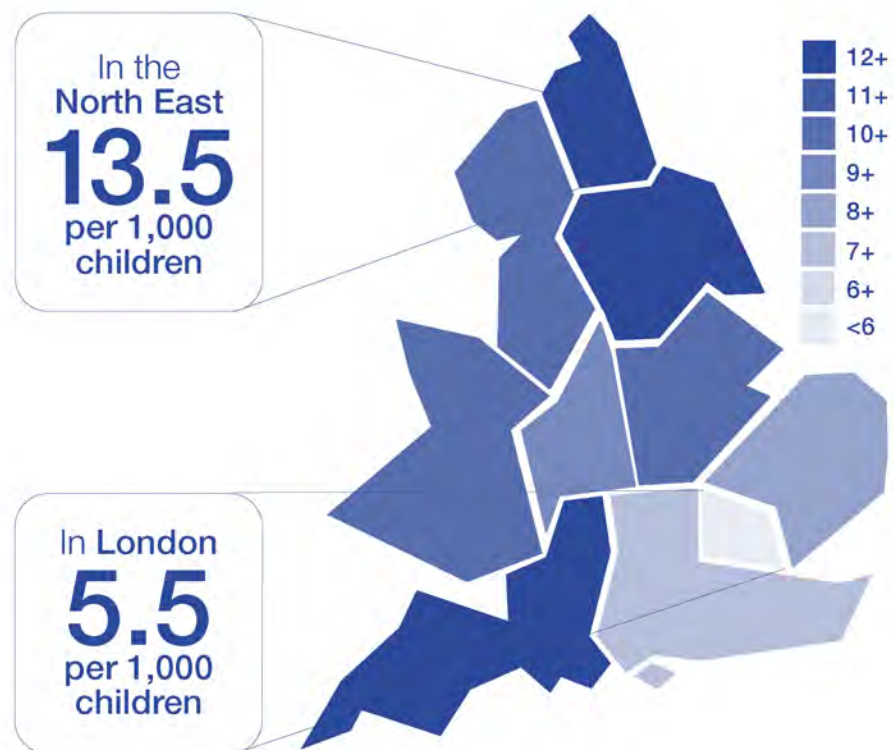 In the
North East
13.5
per 1,000
children
12+
11+
10+
9+
8+
7+
6+
<6
In London
5.5
per 1,000
children